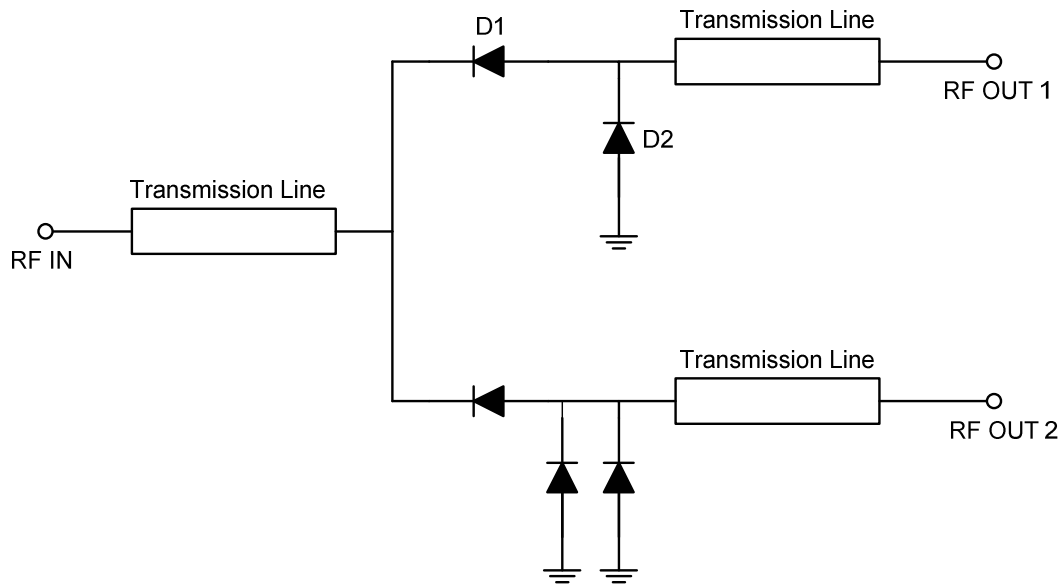 D1
Transmission Line
RF OUT 1
D2
Transmission Line
RF IN
Transmission Line
RF OUT 2